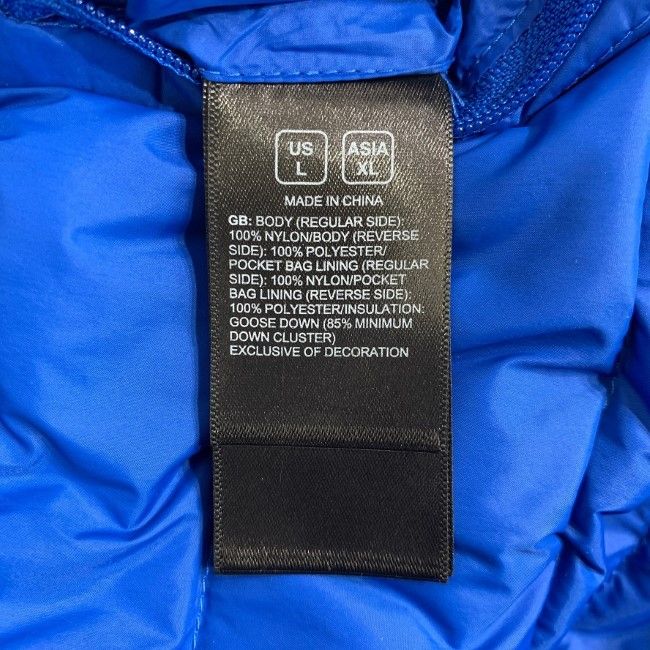 US ASIA
L XL
MADE IN CHINA
GB: BODY (REGULAR SIDE):
100% NYLON/BODY (REVERSE
SIDE): 100% POLYESTER/
POCKET BAG LINING (REGULAR
SIDE): 100% NYLON/POCKET
BAG LINING (REVERSE SIDE):
100% POLYESTER/INSULATION:
GOOSE DOWN (85% MINIMUM
DOWN CLUSTER)
EXCLUSIVE OF DECORATION